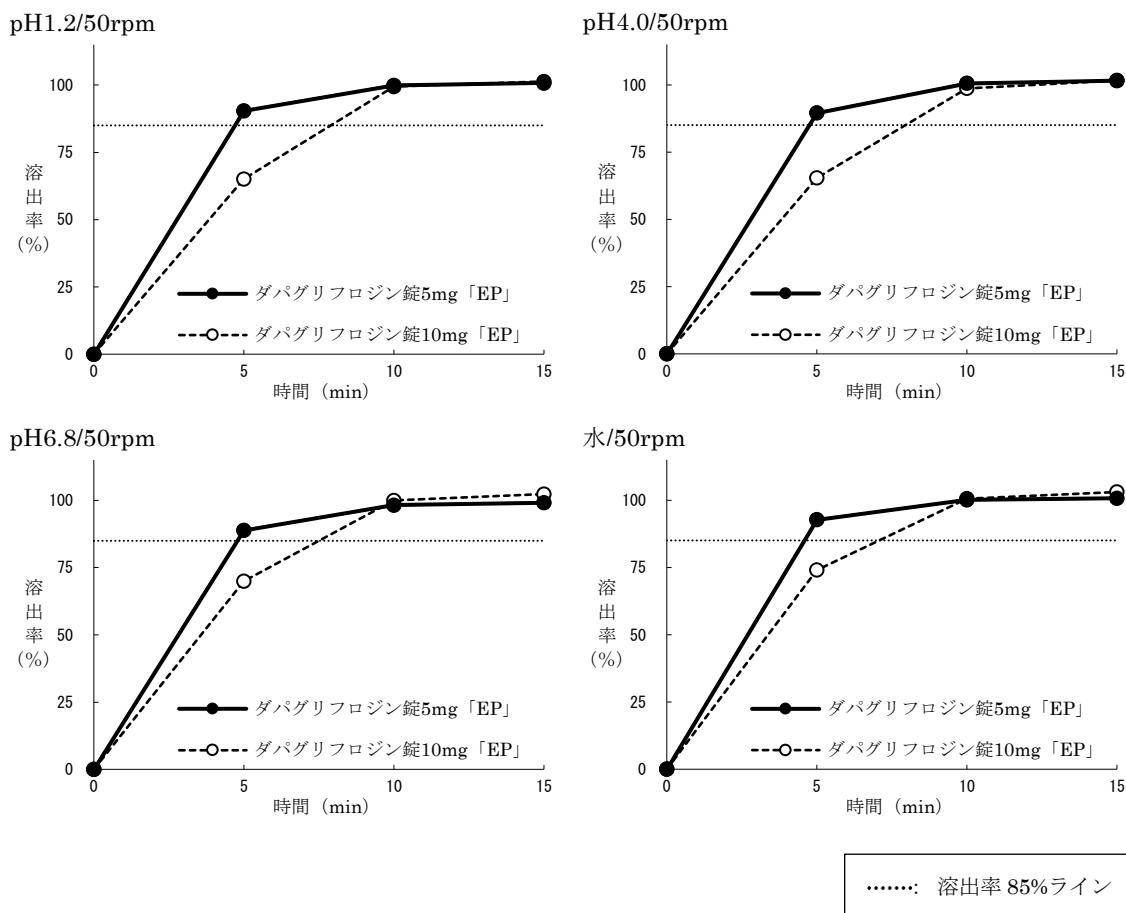 pH1.2/50rpm
100
75
50
25
0
溶出率(%)
ダパグリフロジン錠5mg「EP」
ダパグリフロジン錠10mg「EP」
0 5 10 15
時間（min）
pH4.0/50rpm
100
75
50
25
0
溶出率(%)
ダパグリフロジン錠5mg「EP」
ダパグリフロジン錠10mg「EP」
0 5 10 15
時間（min）
pH6.8/50rpm
100
75
50
25
0
溶出率(%)
ダパグリフロジン錠5mg「EP」
ダパグリフロジン錠10mg「EP」
0 5 10 15
時間（min）
水/50rpm
100
75
50
25
0
溶出率(%)
ダパグリフロジン錠5mg「EP」
ダパグリフロジン錠10mg「EP」
0 5 10 15
時間（min）
........: 溶出率 85%ライン